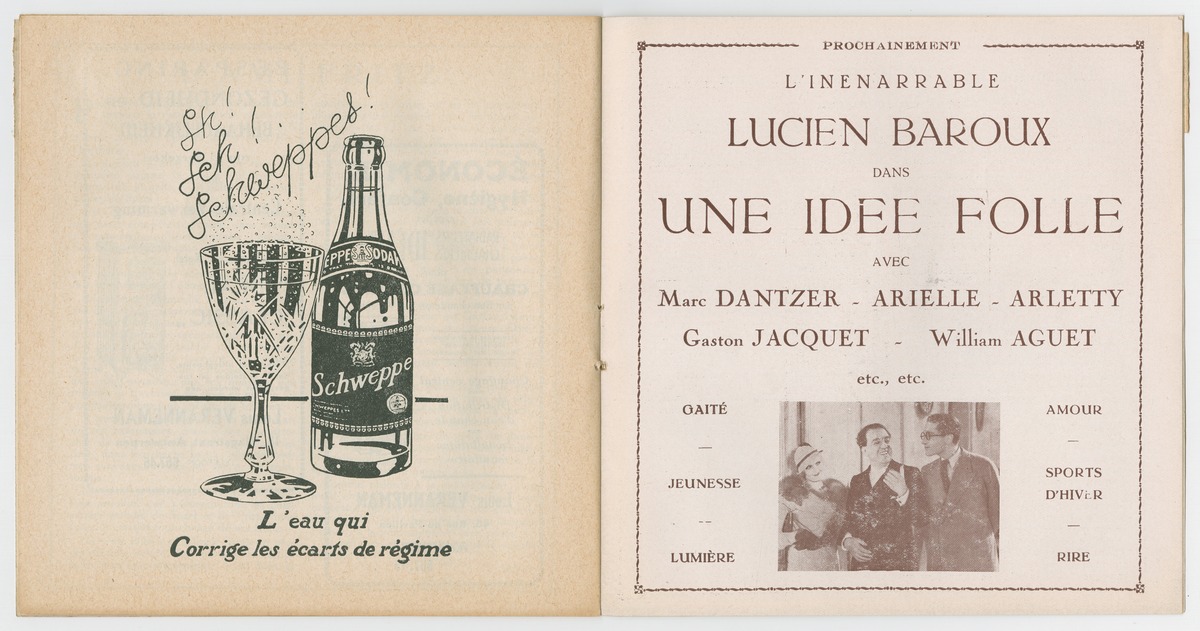 Sh!
Sch!
Schweppes!
EPPE SODA
Schweppe
SCHWEPPES LTD
L'eau qui
Corrige les écarts de régime
PROCHAINEMENT
L'INENARRABLE
LUCIEN BAROUX
DANS
UNE IDEE FOLLE
AVEC
Marc DANTZER - ARIELLE - ARLETTY
Gaston JACQUET - William AGUET
etc., etc.
GAITÉ
—
JEUNESSE
--
LUMIÈRE
AMOUR
—
SPORTS
D'HIVER
—
RIRE